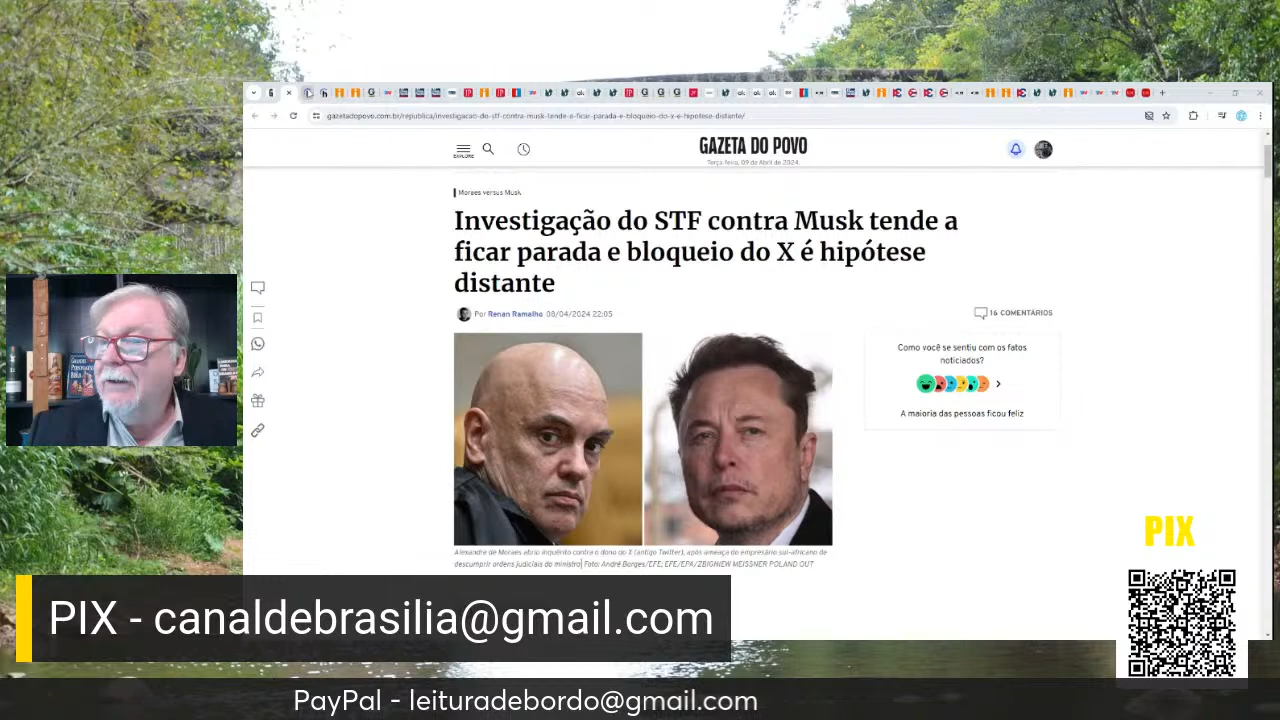 gazetadopovo.com.br/republica/investigacao-do-stf-contra-musk-tende-a-ficar-parada-e-bloqueio-do-x-e-hipotese-distante/
EXPLORE
GAZETA DO POVO
Terça-feira, 09 de Abril de 2024.
Moraes versus Musk
Investigação do STF contra Musk tende a
ficar parada e bloqueio do X é hipótese
distante
Por Renan Ramalho 08/04/2024 22:05
16 COMENTÁRIOS
Como você se sentiu com os fatos
noticiados?
A maioria das pessoas ficou feliz
Alexandre de Moraes abriu inquérito contra o dono do X (antigo Twitter), após ameaça do empresário sul-africano de
descumprir ordens judiciais do ministro| Foto: André Borges/EFE; EFE/EPA/ZBIGNIEW MEISSNER POLAND OUT
PIX
PIX - canaldebrasilia@gmail.com
PayPal - leituradebordo@gmail.com